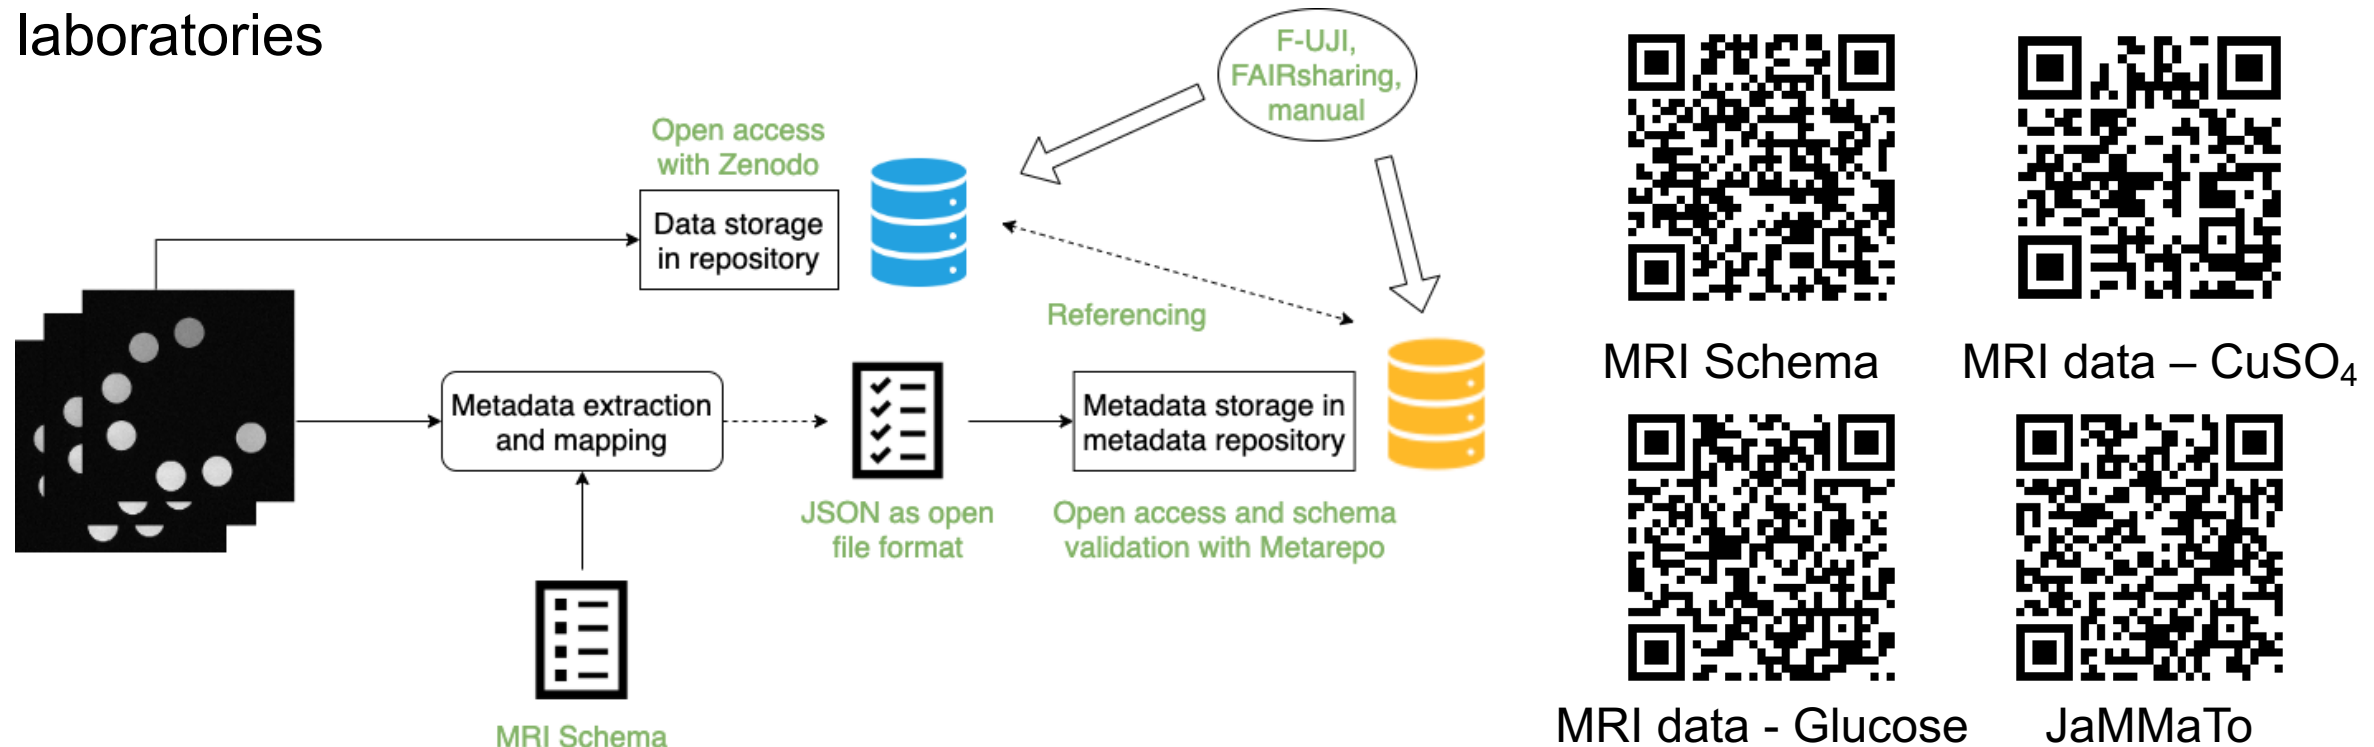 laboratories
F-UJI,
FAIRsharing,
manual
Open access
with Zenodo
Data storage
in repository
Referencing
Metadata extraction
and mapping
Metadata storage in
metadata repository
JSON as open
file format
Open access and schema
validation with Metarepo
MRI Schema
MRI Schema
MRI data – CuSO₄
MRI data - Glucose
JaMMaTo